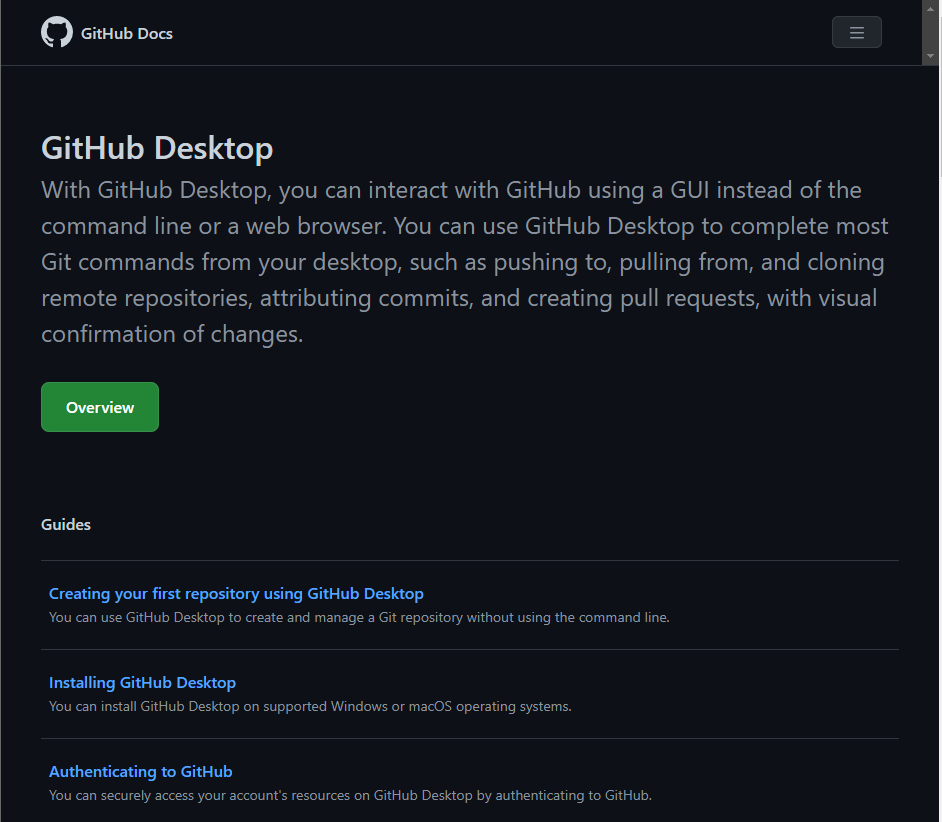 GitHub Docs
GitHub Desktop
With GitHub Desktop, you can interact with GitHub using a GUI instead of the
command line or a web browser. You can use GitHub Desktop to complete most
Git commands from your desktop, such as pushing to, pulling from, and cloning
remote repositories, attributing commits, and creating pull requests, with visual
confirmation of changes.
Overview
Guides
Creating your first repository using GitHub Desktop
You can use GitHub Desktop to create and manage a Git repository without using the command line.
Installing GitHub Desktop
You can install GitHub Desktop on supported Windows or macOS operating systems.
Authenticating to GitHub
You can securely access your account's resources on GitHub Desktop by authenticating to GitHub.